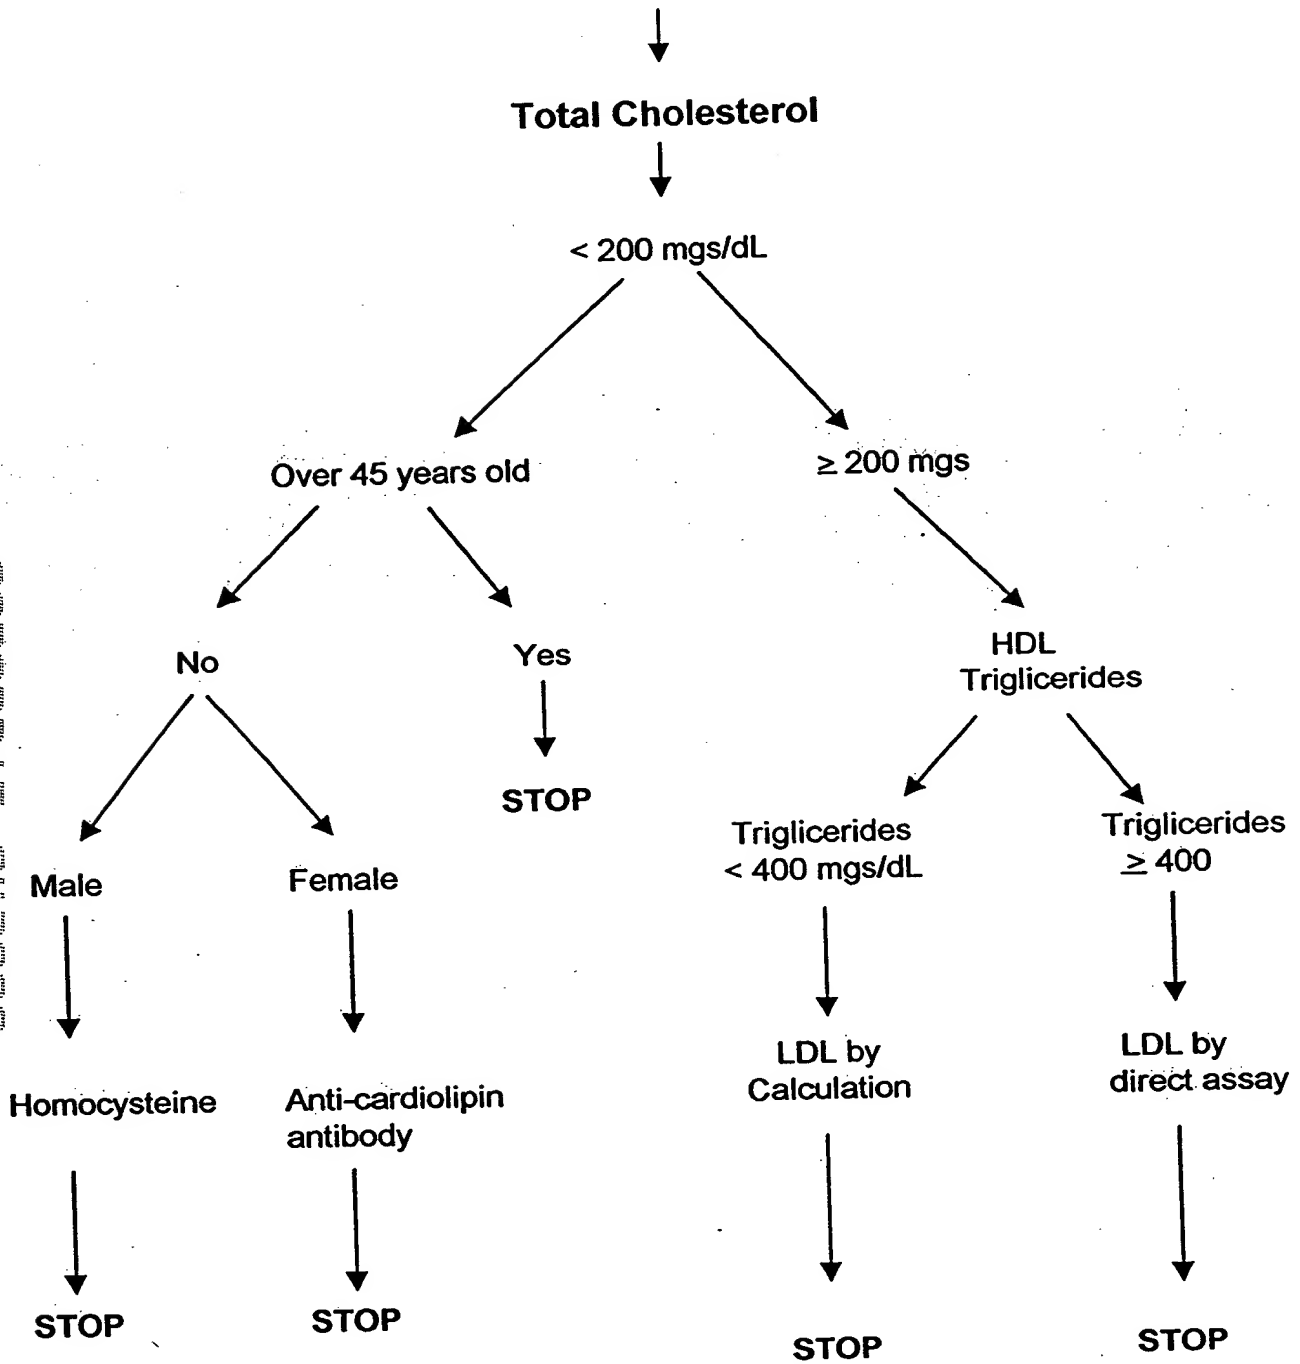 Total Cholesterol
< 200 mgs/dL
Over 45 years old
≥ 200 mgs
No
Yes
HDL
Triglicerides
STOP
Triglicerides
< 400 mgs/dL
Triglicerides
≥ 400
Male
Female
Homocysteine
Anti-cardiolipin
antibody
LDL by
Calculation
LDL by
direct assay
STOP
STOP
STOP
STOP